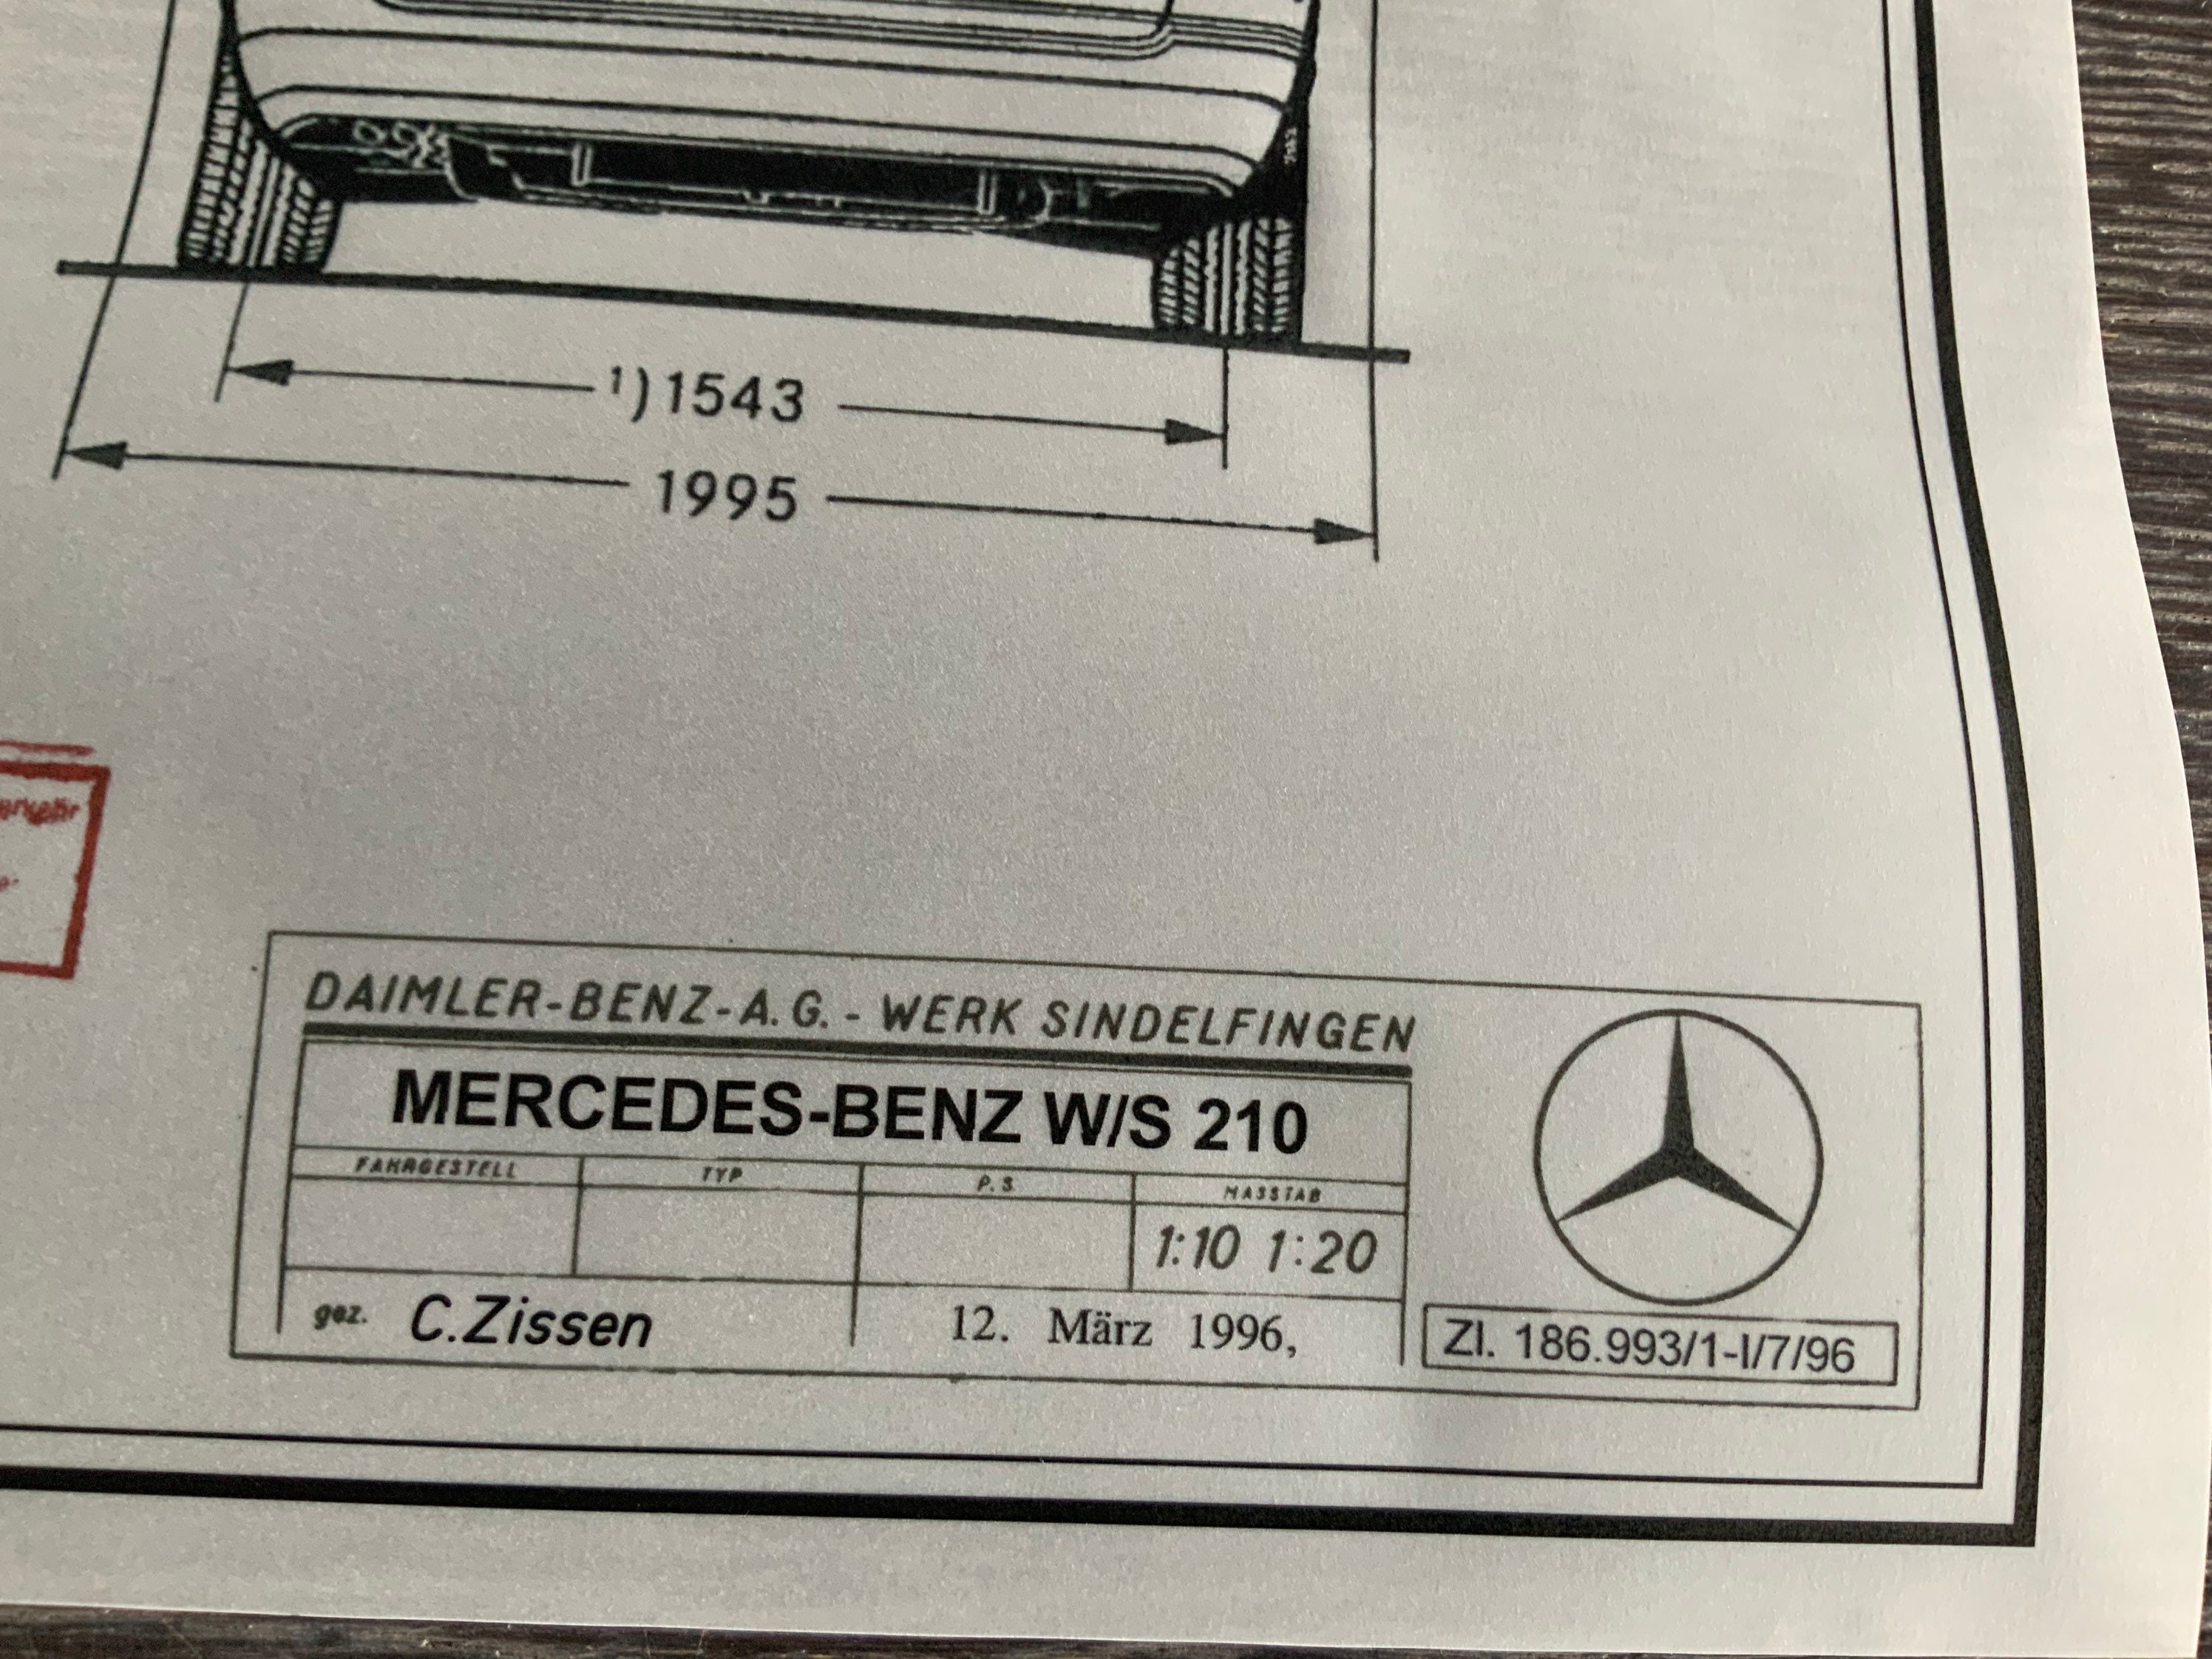 ¹)1543
1995
DAIMLER-BENZ-A.G. - WERK SINDELFINGEN
MERCEDES-BENZ W/S 210
FAHRGESTELL TYP P.S MASSTAB
1:10 1:20
gez. C.Zissen 12. März 1996,
Zl. 186.993/1-I/7/96